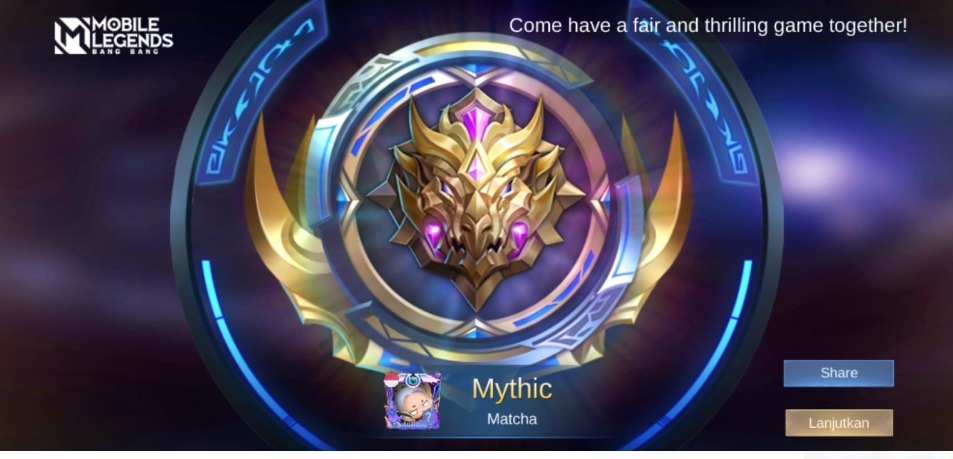 MOBILE
LEGENDS
BANG BANG
Come have a fair and thrilling game together!
Mythic
Matcha
Share
Lanjutkan